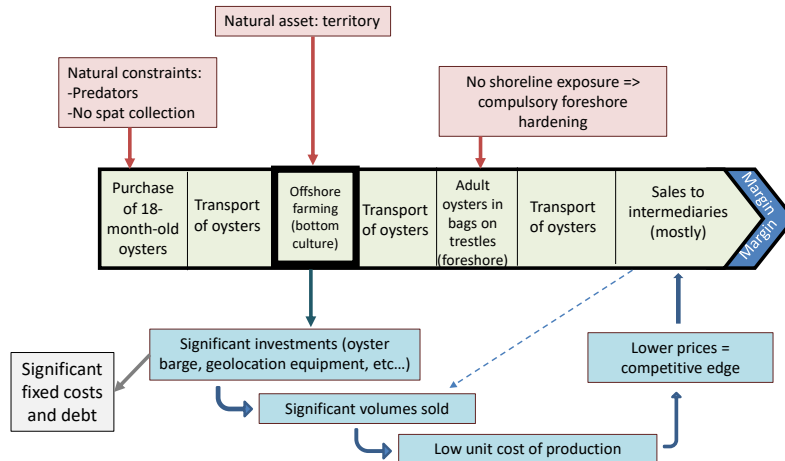 Natural asset: territory
Natural constraints:
-Predators
-No spat collection
No shoreline exposure =>
compulsory foreshore
hardening
Purchase
of 18-
month-old
oysters
Transport
of oysters
Offshore
farming
(bottom
culture)
Transport
of oysters
Adult
oysters in
bags on
trestles
(foreshore)
Transport
of oysters
Sales to
intermediaries
(mostly)
Margin
Margin
Significant investments (oyster
barge, geolocation equipment, etc…)
Significant
fixed costs
and debt
Significant volumes sold
Low unit cost of production
Lower prices =
competitive edge